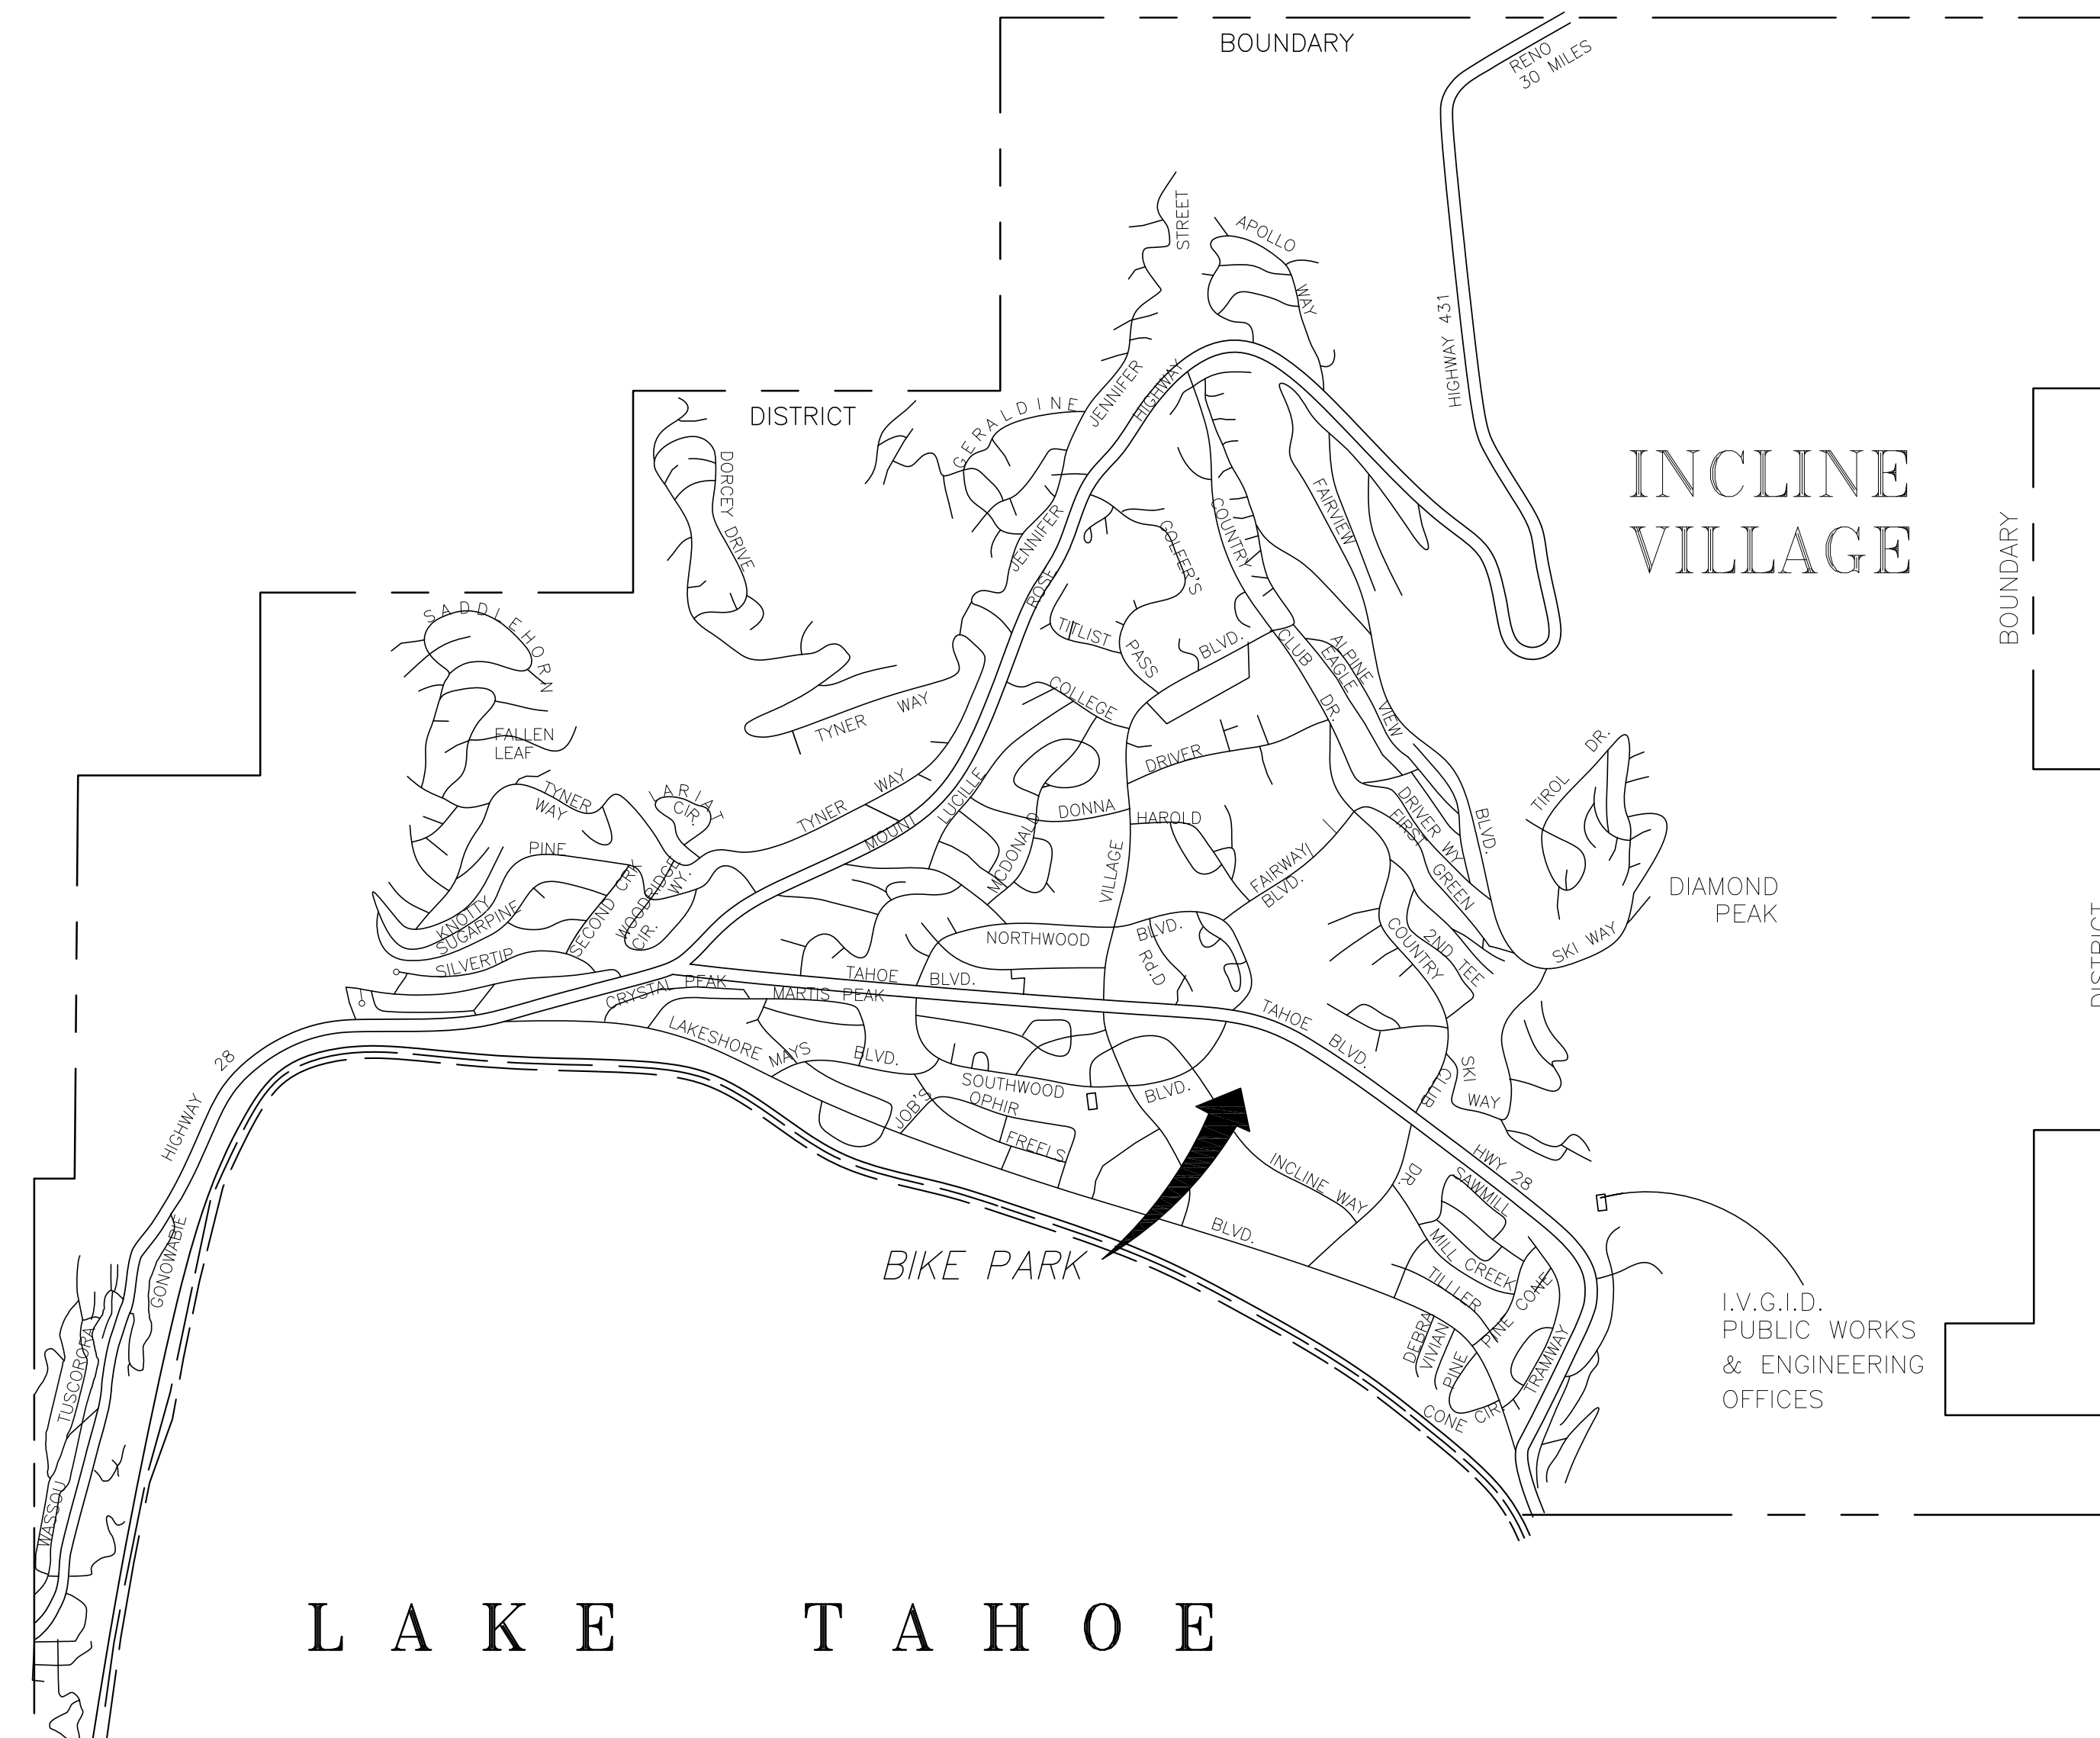 BOUNDARY
RENO
30 MILES
STREET
APOLLO
WAY
HIGHWAY 431
DISTRICT
GERALDINE
JENNIFER
HIGHWAY
DORCEY DRIVE
INCLINE
VILLAGE
BOUNDARY
JENNIFER
ROSE
GOLFER'S
COUNTRY
FAIRVIEW
SADDLEHORN
TITLIST
PASS
BLVD.
CLUB
DR.
ALPINE
EAGLE
VIEW
COLLEGE
TYNER WAY
FALLEN
LEAF
DRIVER
TIROL DR.
TYNER
WAY
LARIAT
CIR.
TYNER WAY
MOUNT
LUCILLE
DONNA
HAROLD
MCDONALD
VILLAGE
FAIRWAY
BLVD.
DRIVER WY.
FIRST
GREEN
BLVD.
DIAMOND
PEAK
PINE
KNOTTY
SUGARPINE
SECOND CRK
WOODRIDGE
WY.
CIR.
SILVERTIP
NORTHWOOD
BLVD.
Rd.D
COUNTRY
2ND TEE
SKI WAY
DISTRICT
CRYSTAL PEAK
TAHOE BLVD.
MARTIS PEAK
TAHOE
BLVD.
HIGHWAY 28
LAKESHORE
MAYS
BLVD.
SOUTHWOOD
BLVD.
OPHIR
JOB'S
FREELS
SKI
WAY
CLUB
DR.
HWY 28
INCLINE WAY
SAWMILL
BLVD.
BIKE PARK
MILL CREEK
TILLER
PINE CONE
DEBRA
VIVIAN
PINE
CONE CIR.
TRAMWAY
I.V.G.I.D.
PUBLIC WORKS
& ENGINEERING
OFFICES
GONOWABIE
TUSCORORA
WASSOU
LAKE TAHOE